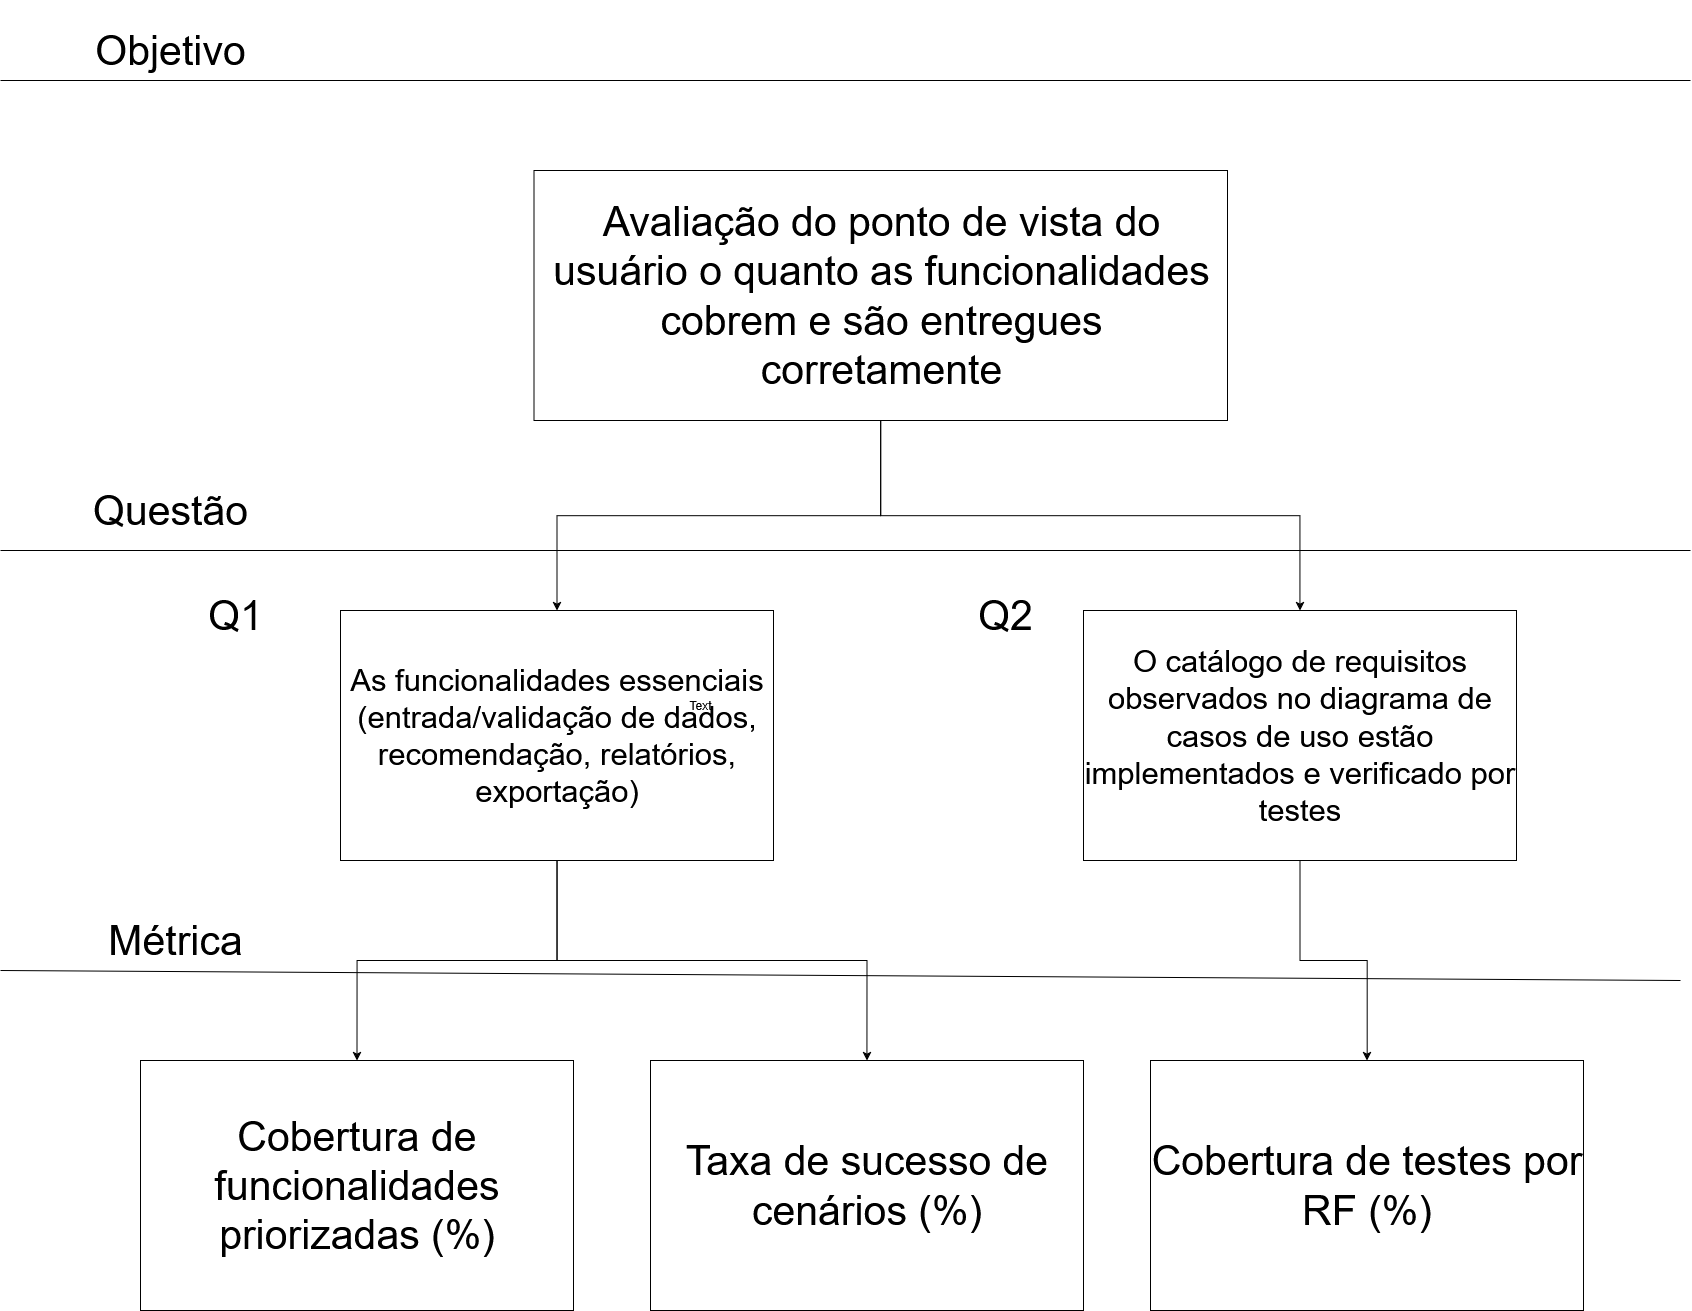 Objetivo
Avaliação do ponto de vista do
usuário o quanto as funcionalidades
cobrem e são entregues
corretamente
Questão
Q1
As funcionalidades essenciais
(entrada/validação de dados,
recomendação, relatórios,
exportação)
Text
Q2
O catálogo de requisitos
observados no diagrama de
casos de uso estão
implementados e verificado por
testes
Métrica
Cobertura de
funcionalidades
priorizadas (%)
Taxa de sucesso de
cenários (%)
Cobertura de testes por
RF (%)